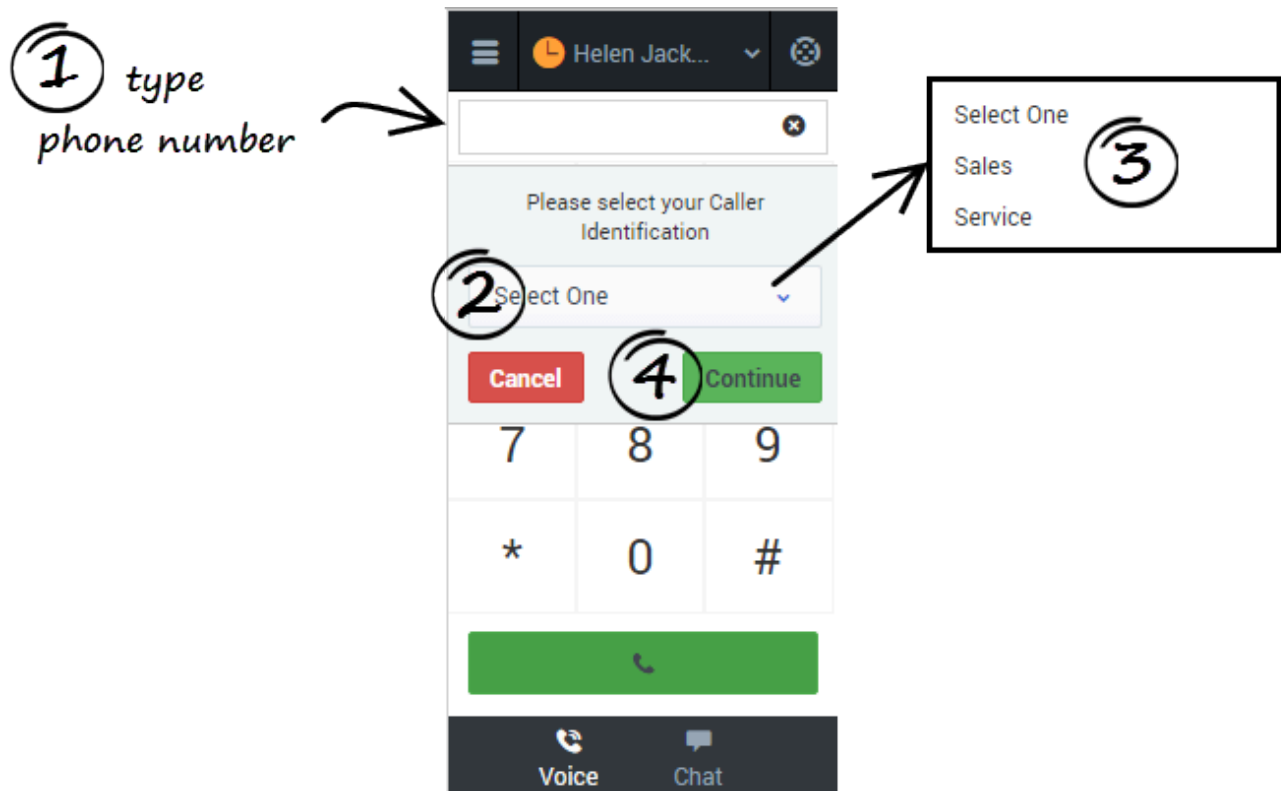 Helen Jack...
1 type
phone number
Please select your Caller
Identification
2
Select One
Cancel
4
Continue
Select One
Sales
3
Service
7 8 9
* 0 #
Voice Chat